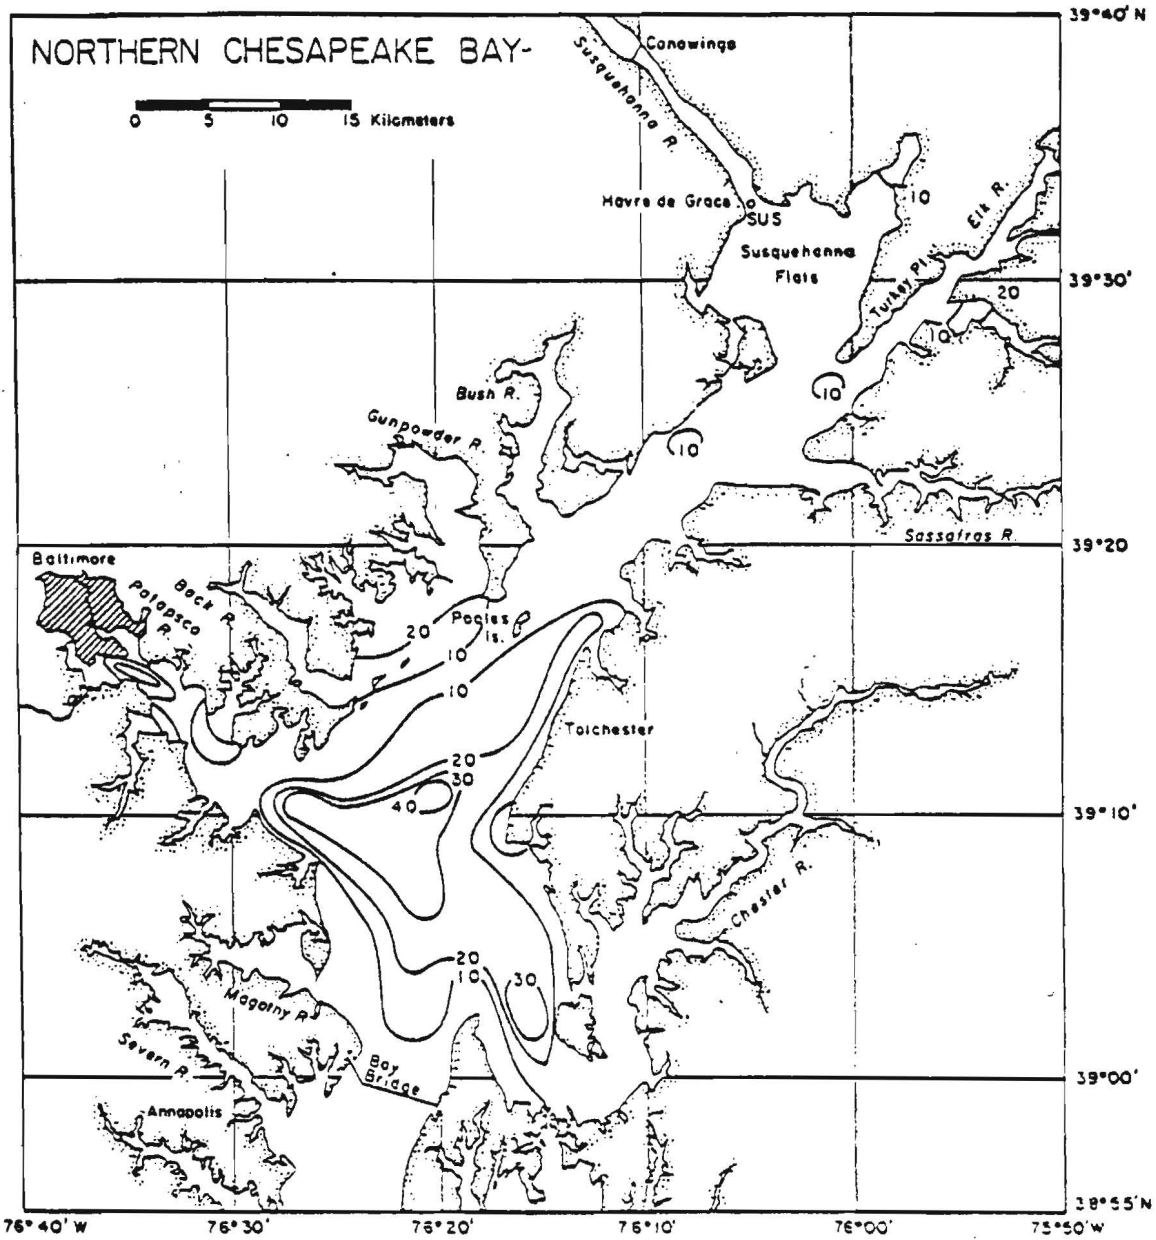 39°40' N
NORTHERN CHESAPEAKE BAY-
Conowingo
Susquehanna R.
0 5 10 15 Kilometers
Havre de Grace
SUS
10
Elk R.
Susquehanna
Flats
39°30'
Turkey Pt.
20
10
10
Bush R.
Gunpowder R.
10
Sassafras R.
39°20
Baltimore
Patapsco
R.
Back R.
20
Pooles
Is.
10
10
Tolchester
20
30
40
39°10'
Chester R.
20
10
30
Magothy R.
Severn R.
Bay
Bridge
39°00'
Annapolis
38°55'N
76°40'W 76°30' 76°20' 76°10' 76°00' 75°50'W